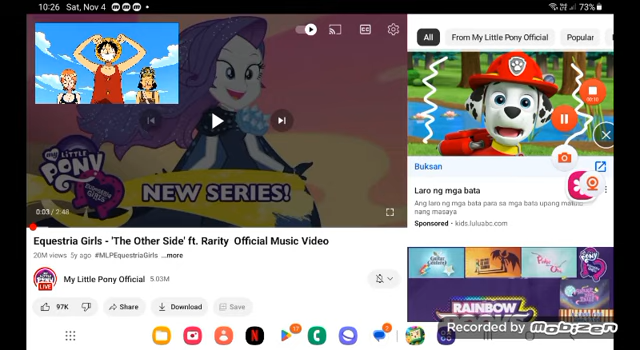 10:26 Sat, Nov 4
73%
All
From My Little Pony Official
Popular
MY LITTLE PONY
EQUESTRIA GIRLS
NEW SERIES!
0:03 / 2:48
Buksan
Laro ng mga bata
Ang laro ng mga bata para sa mga bata upang
nang masaya
Sponsored · kids.luluabc.com
Equestria Girls - 'The Other Side' ft. Rarity Official Music Video
20M views 5y ago #MLPEquestriaGirls ...more
LIVE
My Little Pony Official 5.03M
97K
Share
Download
Save
RAINBOW
ROCKS
Recorded by mobizen